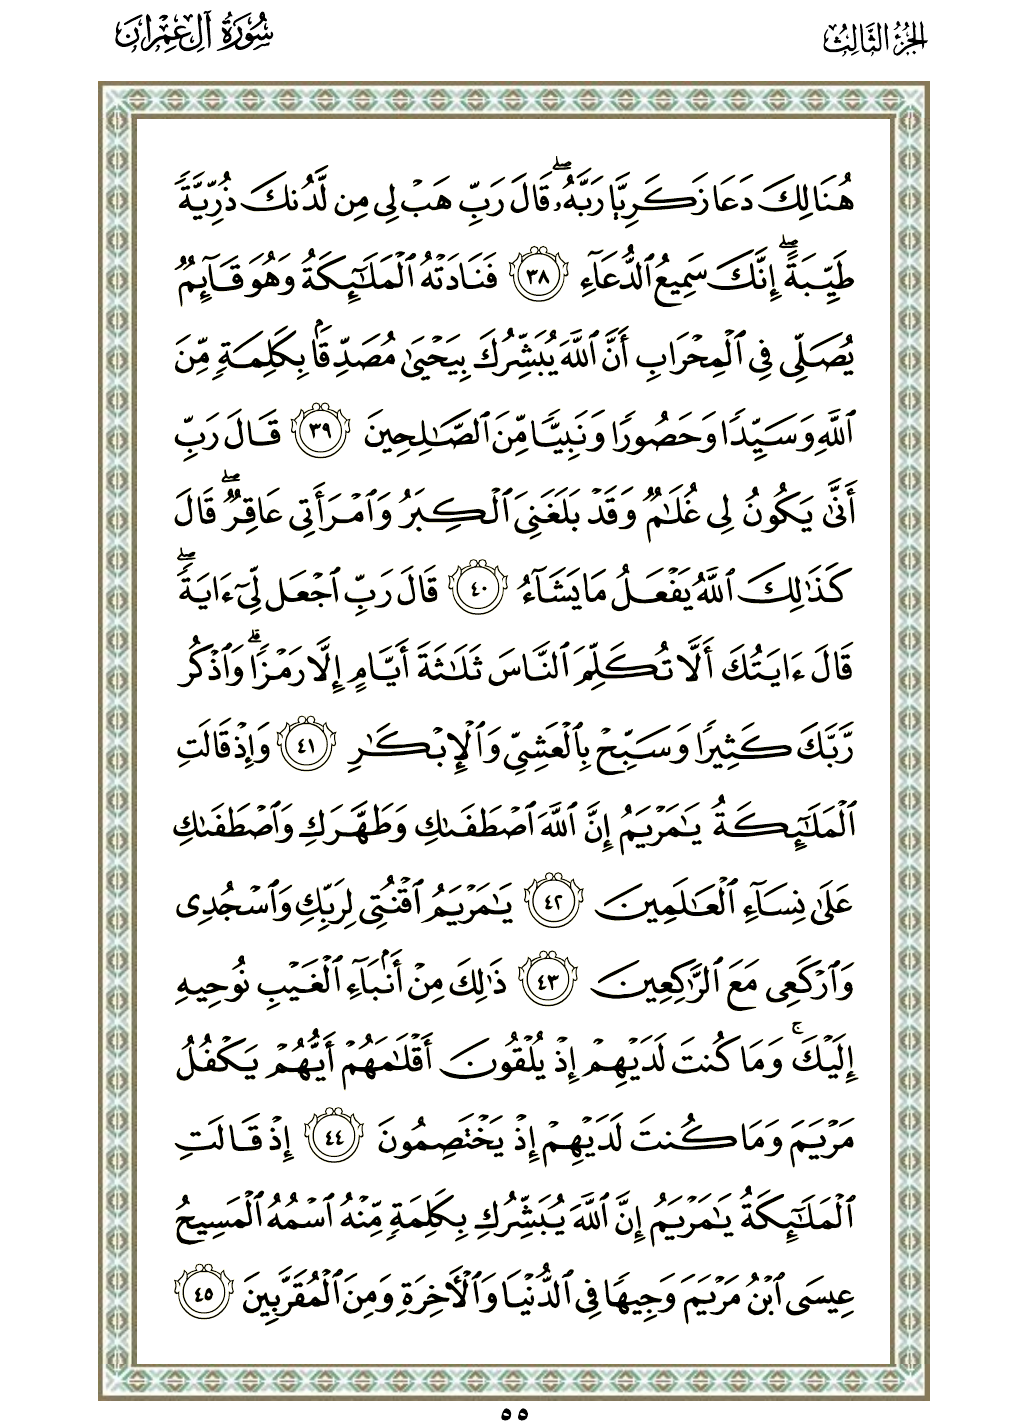 الجزء الثالث
سورة آل عمران
هُنَالِكَ دَعَا زَكَرِيَّا رَبَّهُۥۖ قَالَ رَبِّ هَبْ لِى مِن لَّدُنكَ ذُرِّيَّةً
طَيِّبَةًۖ إِنَّكَ سَمِيعُ ٱلدُّعَآءِ ﴿٣٨﴾ فَنَادَتْهُ ٱلْمَلَٰٓئِكَةُ وَهُوَ قَآئِمٌ
يُصَلِّى فِى ٱلْمِحْرَابِ أَنَّ ٱللَّهَ يُبَشِّرُكَ بِيَحْيَىٰ مُصَدِّقًۢا بِكَلِمَةٍ مِّنَ
ٱللَّهِ وَسَيِّدًا وَحَصُورًا وَنَبِيًّا مِّنَ ٱلصَّٰلِحِينَ ﴿٣٩﴾ قَالَ رَبِّ
أَنَّىٰ يَكُونُ لِى غُلَٰمٌ وَقَدْ بَلَغَنِىَ ٱلْكِبَرُ وَٱمْرَأَتِى عَاقِرٌۖ قَالَ
كَذَٰلِكَ ٱللَّهُ يَفْعَلُ مَا يَشَآءُ ﴿٤٠﴾ قَالَ رَبِّ ٱجْعَل لِّىٓ ءَايَةًۖ
قَالَ ءَايَتُكَ أَلَّا تُكَلِّمَ ٱلنَّاسَ ثَلَٰثَةَ أَيَّامٍ إِلَّا رَمْزًاۗ وَٱذْكُر
رَّبَّكَ كَثِيرًا وَسَبِّحْ بِٱلْعَشِىِّ وَٱلْإِبْكَٰرِ ﴿٤١﴾ وَإِذْ قَالَتِ
ٱلْمَلَٰٓئِكَةُ يَٰمَرْيَمُ إِنَّ ٱللَّهَ ٱصْطَفَىٰكِ وَطَهَّرَكِ وَٱصْطَفَىٰكِ
عَلَىٰ نِسَآءِ ٱلْعَٰلَمِينَ ﴿٤٢﴾ يَٰمَرْيَمُ ٱقْنُتِى لِرَبِّكِ وَٱسْجُدِى
وَٱرْكَعِى مَعَ ٱلرَّٰكِعِينَ ﴿٤٣﴾ ذَٰلِكَ مِنْ أَنۢبَآءِ ٱلْغَيْبِ نُوحِيهِ
إِلَيْكَۚ وَمَا كُنتَ لَدَيْهِمْ إِذْ يُلْقُونَ أَقْلَٰمَهُمْ أَيُّهُمْ يَكْفُلُ
مَرْيَمَ وَمَا كُنتَ لَدَيْهِمْ إِذْ يَخْتَصِمُونَ ﴿٤٤﴾ إِذْ قَالَتِ
ٱلْمَلَٰٓئِكَةُ يَٰمَرْيَمُ إِنَّ ٱللَّهَ يُبَشِّرُكِ بِكَلِمَةٍ مِّنْهُ ٱسْمُهُ ٱلْمَسِيحُ
عِيسَى ٱبْنُ مَرْيَمَ وَجِيهًا فِى ٱلدُّنْيَا وَٱلْأَخِرَةِ وَمِنَ ٱلْمُقَرَّبِينَ ﴿٤٥﴾
٥٥